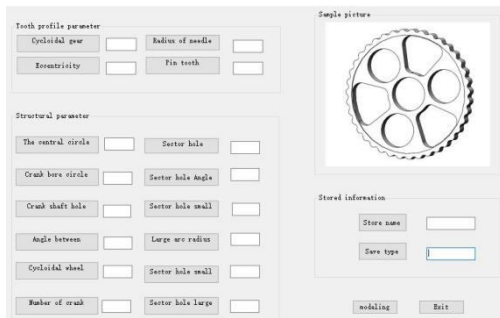 Tooth profile parameter
Cycloidal gear
Radius of needle
Eccentricity
Pin tooth
Structural parameter
The central circle
Sector hole
Crank bore circle
Sector hole Angle
Crank shaft hole
Sector hole small
Angle between
Large arc radius
Cycloidal wheel
Sector hole small
Number of crank
Sector hole large
Sample picture
Stored information
Store name
Save type
modeling
Exit